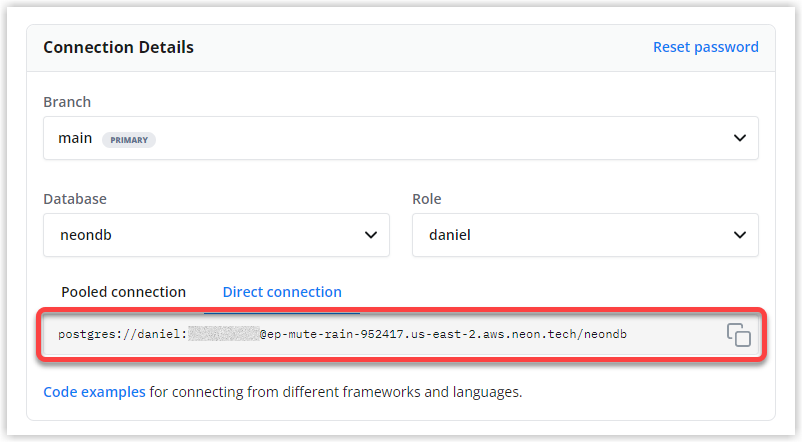 Connection Details Reset password
Branch
main PRIMARY
Database Role
neondb daniel
Pooled connection Direct connection
postgres://daniel: @ep-mute-rain-952417.us-east-2.aws.neon.tech/neondb
Code examples for connecting from different frameworks and languages.